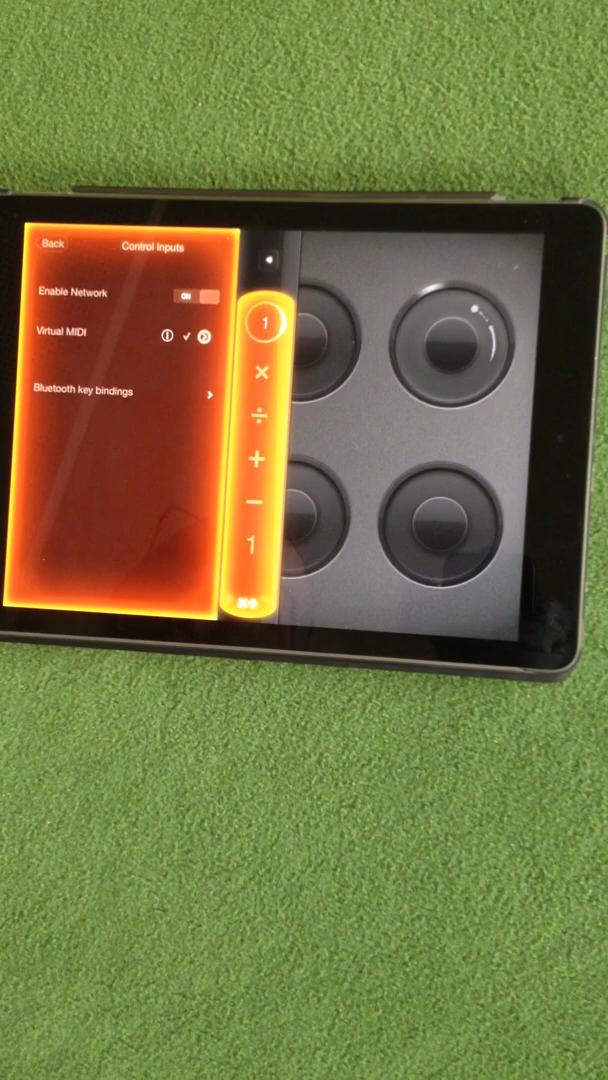 Back
Control Inputs
Enable Network
ON
Virtual MIDI
Bluetooth key bindings
1
×
÷
+
−
1